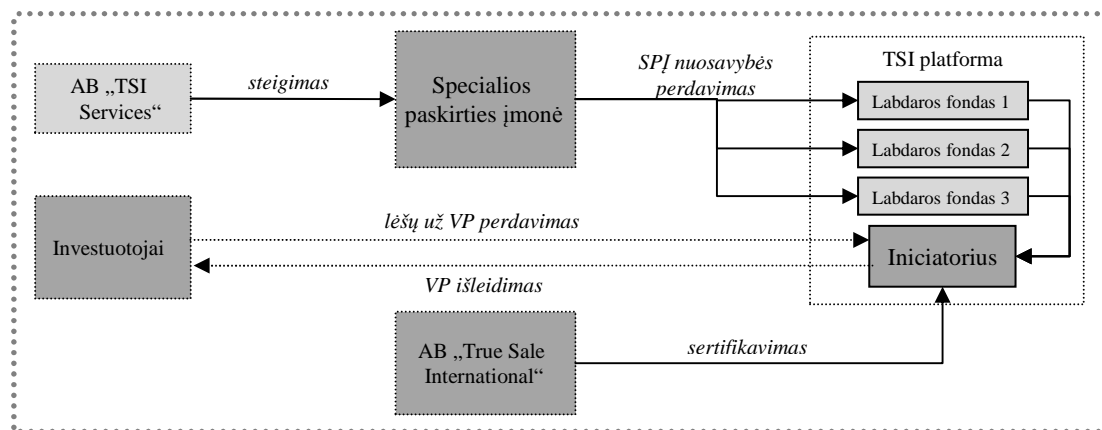 AB „TSI
Services“
steigimas
Specialios
paskirties įmonė
SPĮ nuosavybės
perdavimas
TSI platforma
Labdaros fondas 1
Labdaros fondas 2
Labdaros fondas 3
Investuotojai
lėšų už VP perdavimas
VP išleidimas
Iniciatorius
AB „True Sale
International“
sertifikavimas